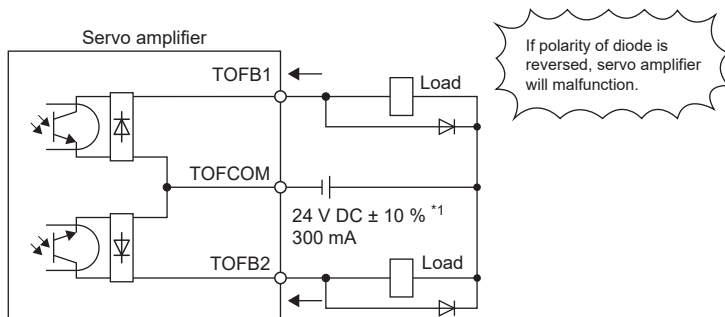 Servo amplifier
If polarity of diode is
reversed, servo amplifier
will malfunction.
TOFB1
Load
TOFCOM
24 V DC ± 10 % *1
300 mA
TOFB2
Load